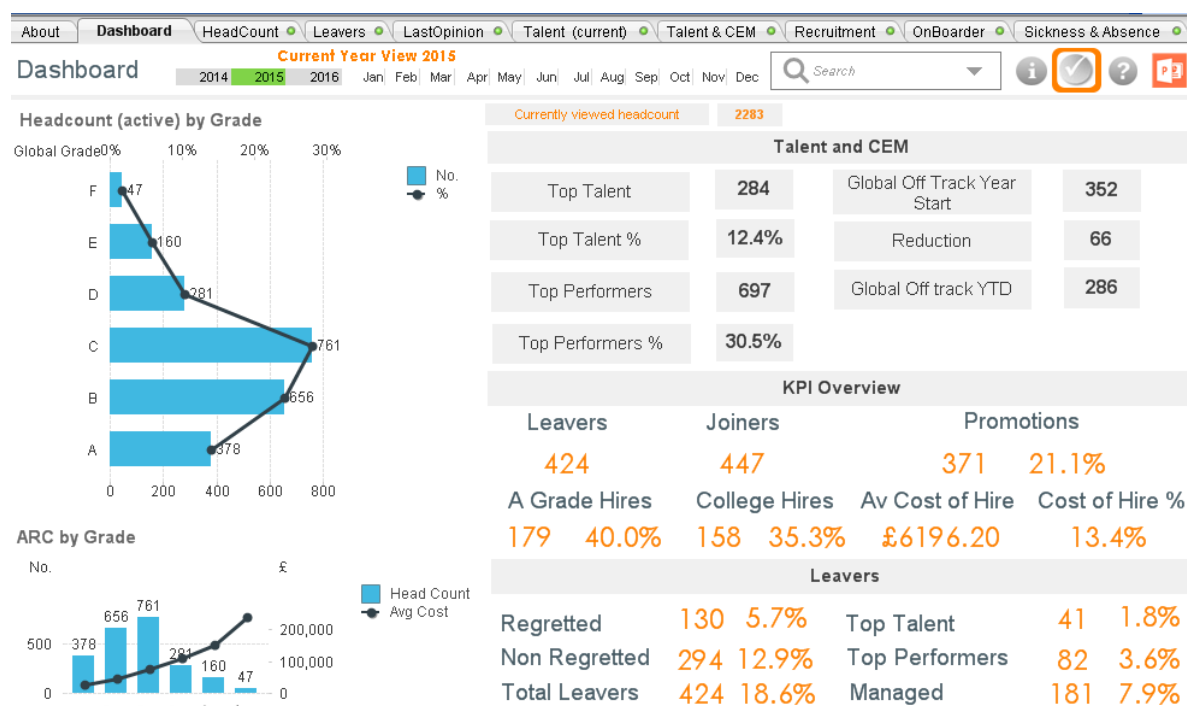 About Dashboard HeadCount Leavers LastOpinion Talent (current) Talent & CEM Recruitment OnBoarder Sickness & Absence
Current Year View 2015
Dashboard 2014 2015 2016 Jan Feb Mar Apr May Jun Jul Aug Sep Oct Nov Dec Search i ?
Currently viewed headcount 2283
Headcount (active) by Grade
Global Grade 0% 10% 20% 30%
No.
%
F 47
E 160
D 281
C 761
B 656
A 378
0 200 400 600 800
Talent and CEM
Top Talent 284 Global Off Track Year Start 352
Top Talent % 12.4% Reduction 66
Top Performers 697 Global Off track YTD 286
Top Performers % 30.5%
KPI Overview
Leavers Joiners Promotions
424 447 371 21.1%
A Grade Hires College Hires Av Cost of Hire Cost of Hire %
179 40.0% 158 35.3% £6196.20 13.4%
ARC by Grade
No. £
Head Count
Avg Cost
378 656 761 281 160 47
500 200,000
100,000
0 0
Leavers
Regretted 130 5.7% Top Talent 41 1.8%
Non Regretted 294 12.9% Top Performers 82 3.6%
Total Leavers 424 18.6% Managed 181 7.9%